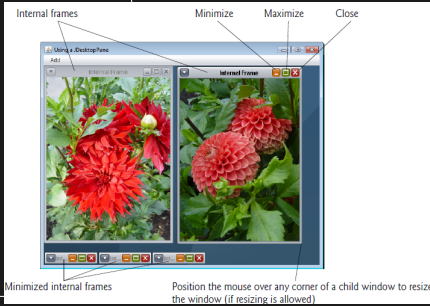 Internal frames
Minimize
Maximize
Close
Using a JDesktopPane
Add
Internal Frame
Internal Frame
Minimized internal frames
Position the mouse over any corner of a child window to resize
the window (if resizing is allowed)